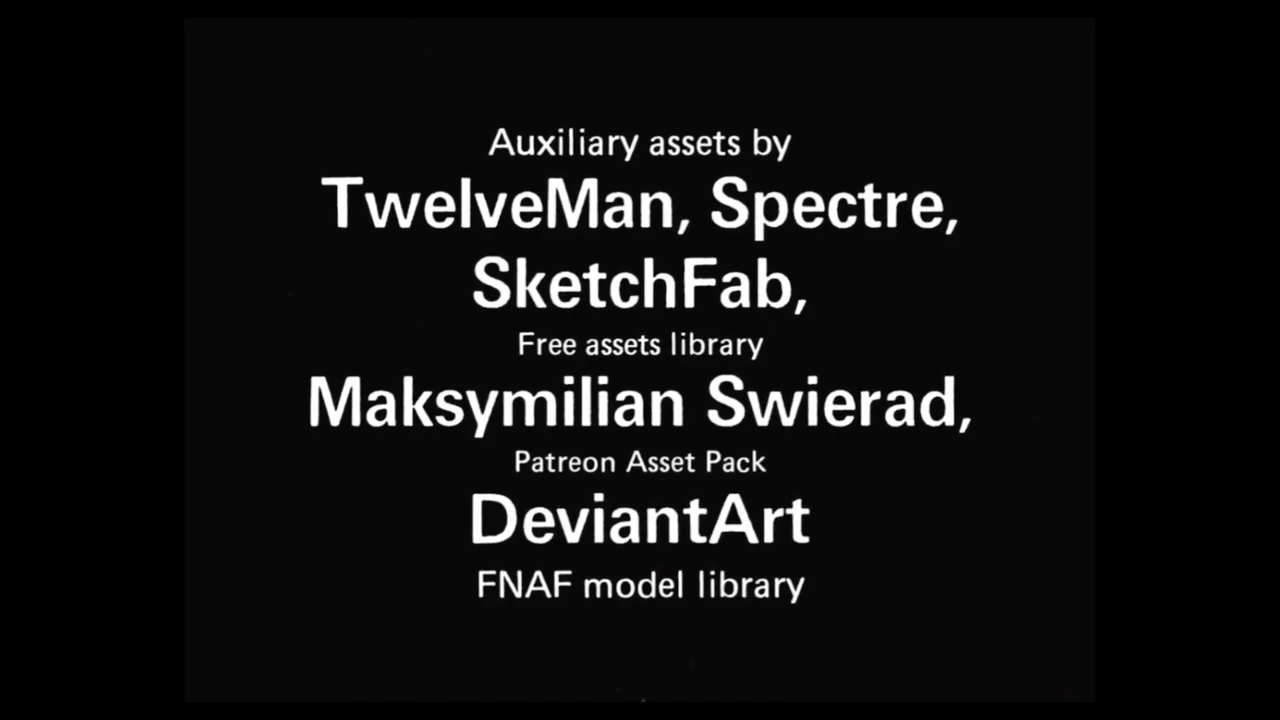 Auxiliary assets by
TwelveMan, Spectre,
SketchFab,
Free assets library
Maksymilian Swierad,
Patreon Asset Pack
DeviantArt
FNAF model library